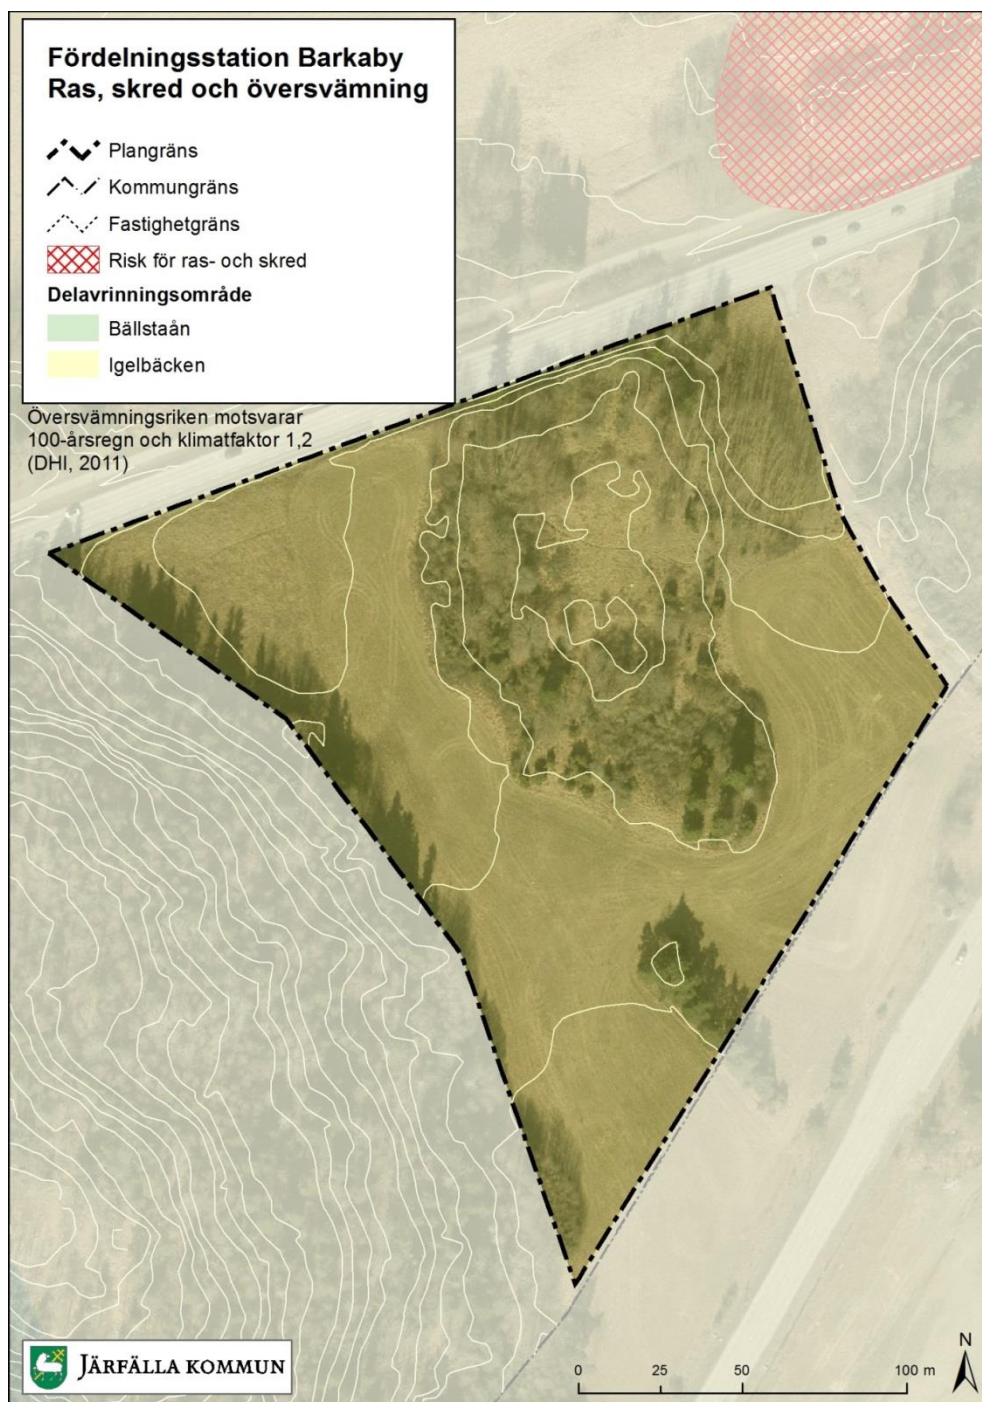 Fördelningsstation Barkaby
Ras, skred och översvämning
Plangräns
Kommungräns
Fastighetgräns
Risk för ras- och skred
Delavrinningsområde
Bällstaån
Igelbäcken
Översvämningsriken motsvarar
100-årsregn och klimatfaktor 1,2
(DHI, 2011)
JÄRFÄLLA KOMMUN
N
0 25 50 100 m